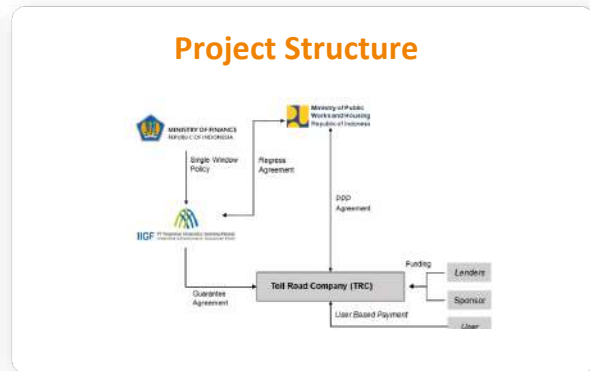 Project Structure
Ministry of Public
Works and Housing
Republic of Indonesia
MINISTRY OF FINANCE
REPUBLIC OF INDONESIA
Single Window
Policy
Regress
Agreement
PPP
Agreement
IIGF
Funding
Lenders
Toll Road Company (TRC)
Sponsor
Guarantee
Agreement
User Based Payment
User